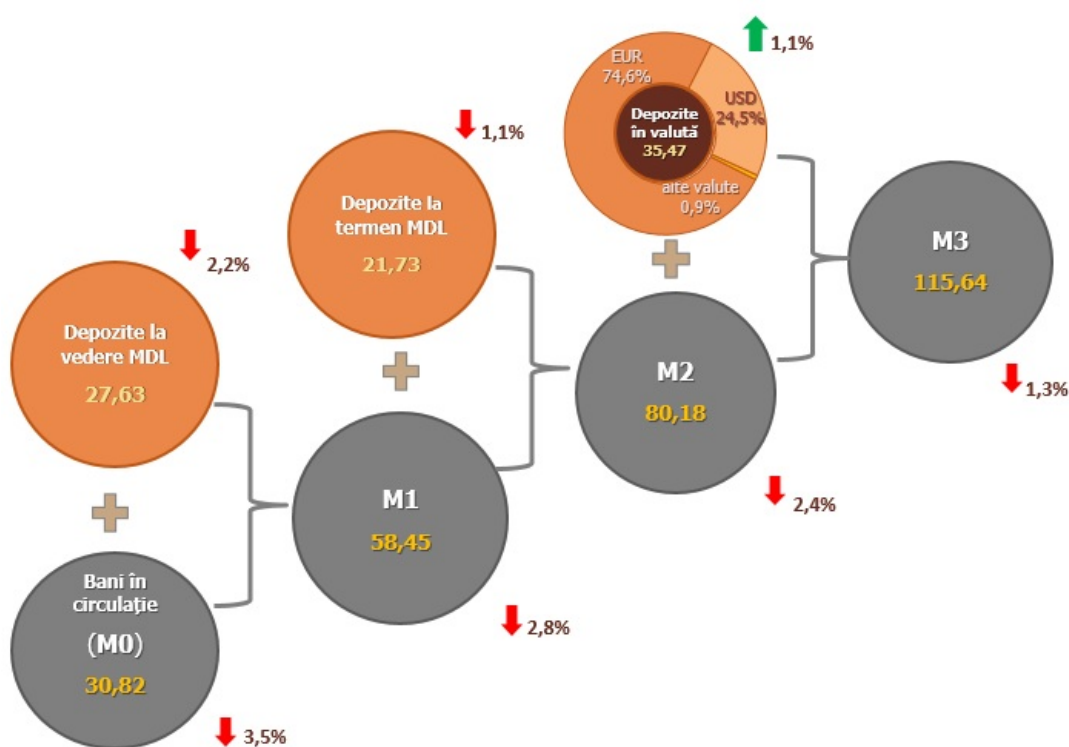 1,1%
EUR
74,6%
USD
24,5%
Depozite
în valută
35,47
alte valute
0,9%
1,1%
Depozite la
termen MDL
21,73
M3
115,64
1,3%
2,2%
Depozite la
vedere MDL
27,63
M2
80,18
2,4%
M1
58,45
2,8%
Bani în
circulație
(M0)
30,82
3,5%